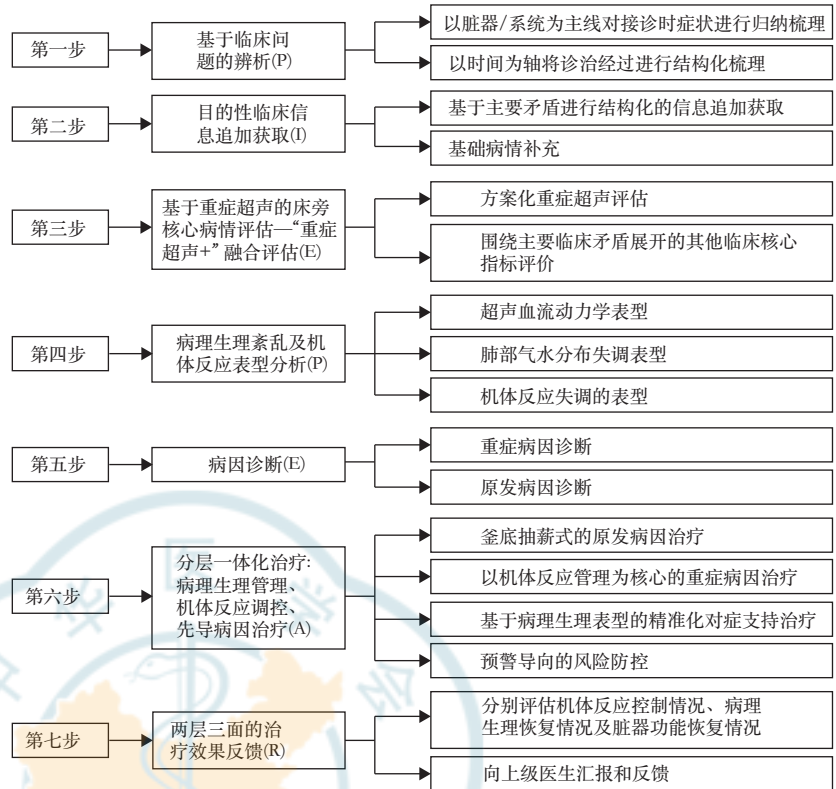 第一步
基于临床问
题的辨析(P)
以脏器/系统为主线对接诊时症状进行归纳梳理
以时间为轴将诊治经过进行结构化梳理
第二步
目的性临床信
息追加获取(I)
基于主要矛盾进行结构化的信息追加获取
基础病情补充
第三步
基于重症超声的床旁
核心病情评估—“重症
超声+” 融合评估(E)
方案化重症超声评估
围绕主要临床矛盾展开的其他临床核心
指标评价
第四步
病理生理紊乱及机
体反应表型分析(P)
超声血流动力学表型
肺部气水分布失调表型
机体反应失调的表型
第五步
病因诊断(E)
重症病因诊断
原发病因诊断
第六步
分层一体化治疗:
病理生理管理、
机体反应调控、
先导病因治疗(A)
釜底抽薪式的原发病因治疗
以机体反应管理为核心的重症病因治疗
基于病理生理表型的精准化对症支持治疗
预警导向的风险防控
第七步
两层三面的治
疗效果反馈(R)
分别评估机体反应控制情况、病理
生理恢复情况及脏器功能恢复情况
向上级医生汇报和反馈
中华医学会